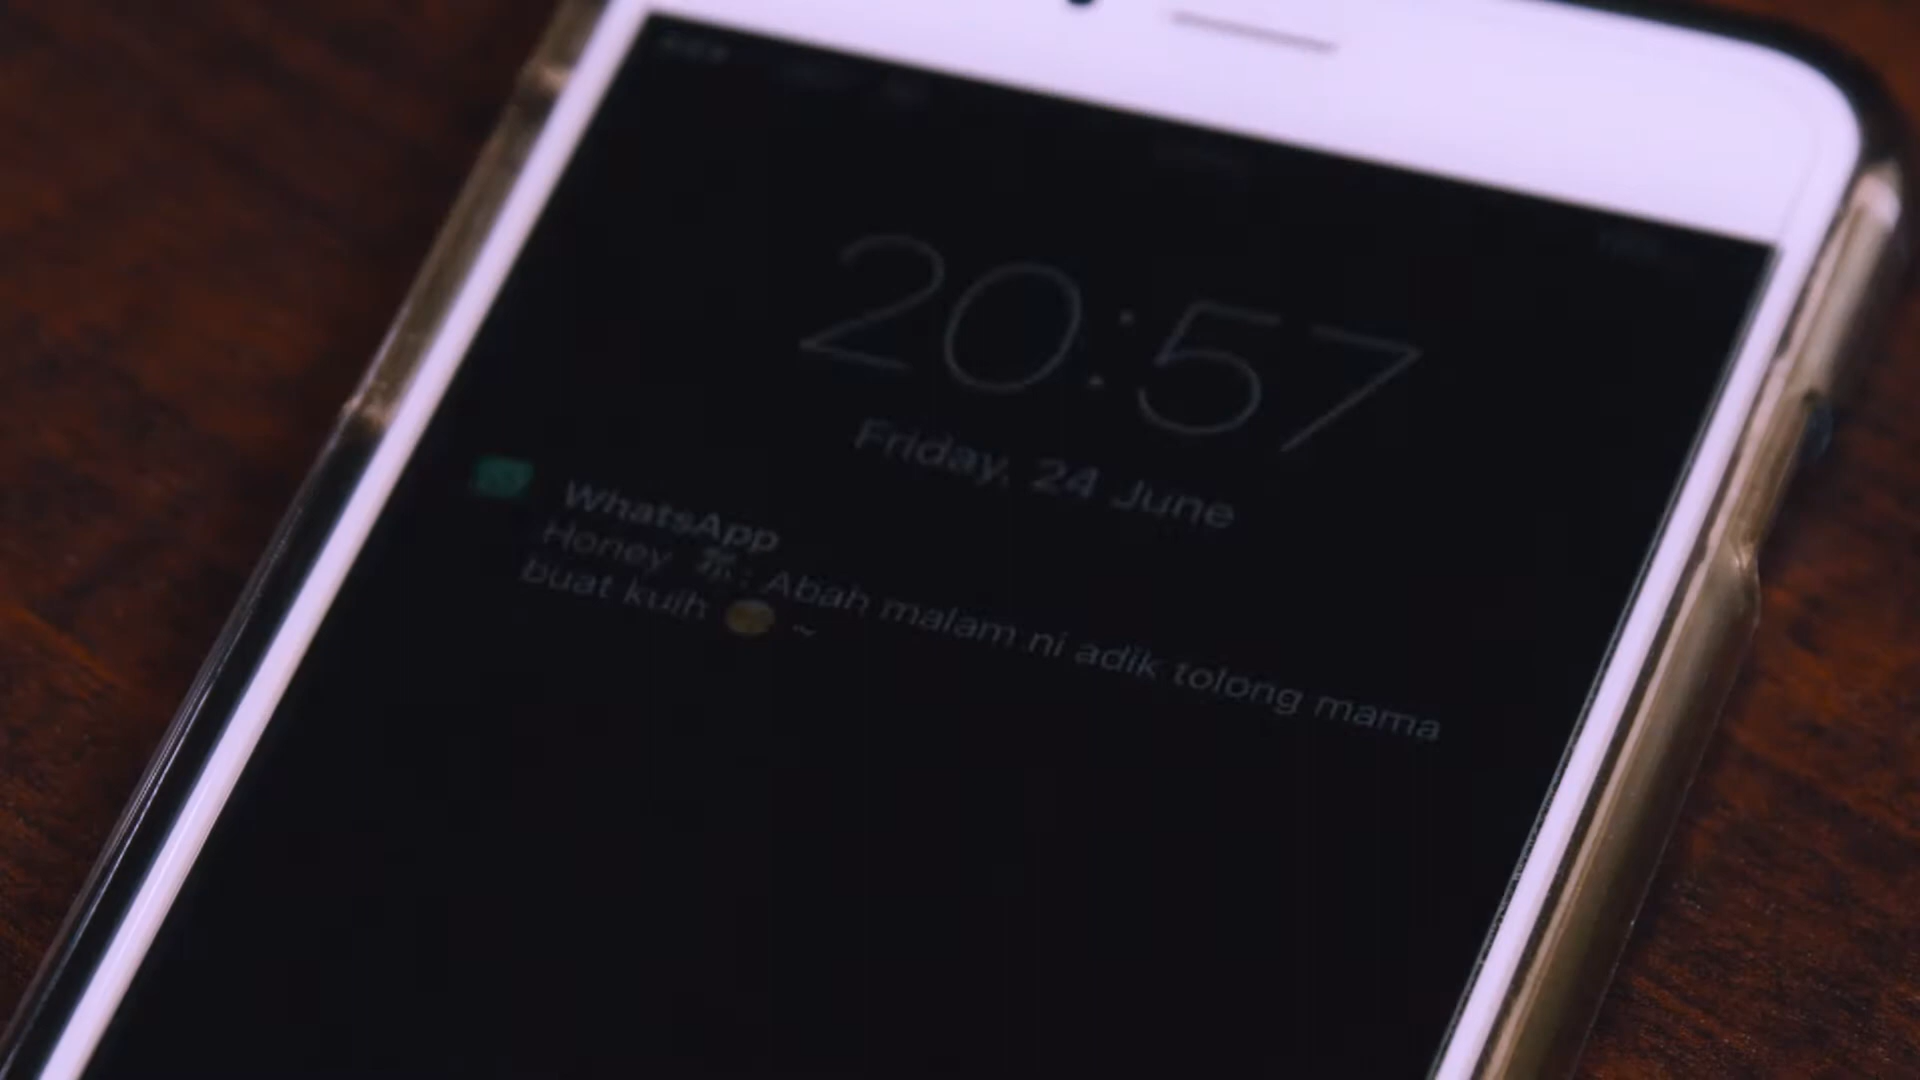 20:57
Friday, 24 June
WhatsApp
Honey : Abah malam ni adik tolong mama
buat kuih ~